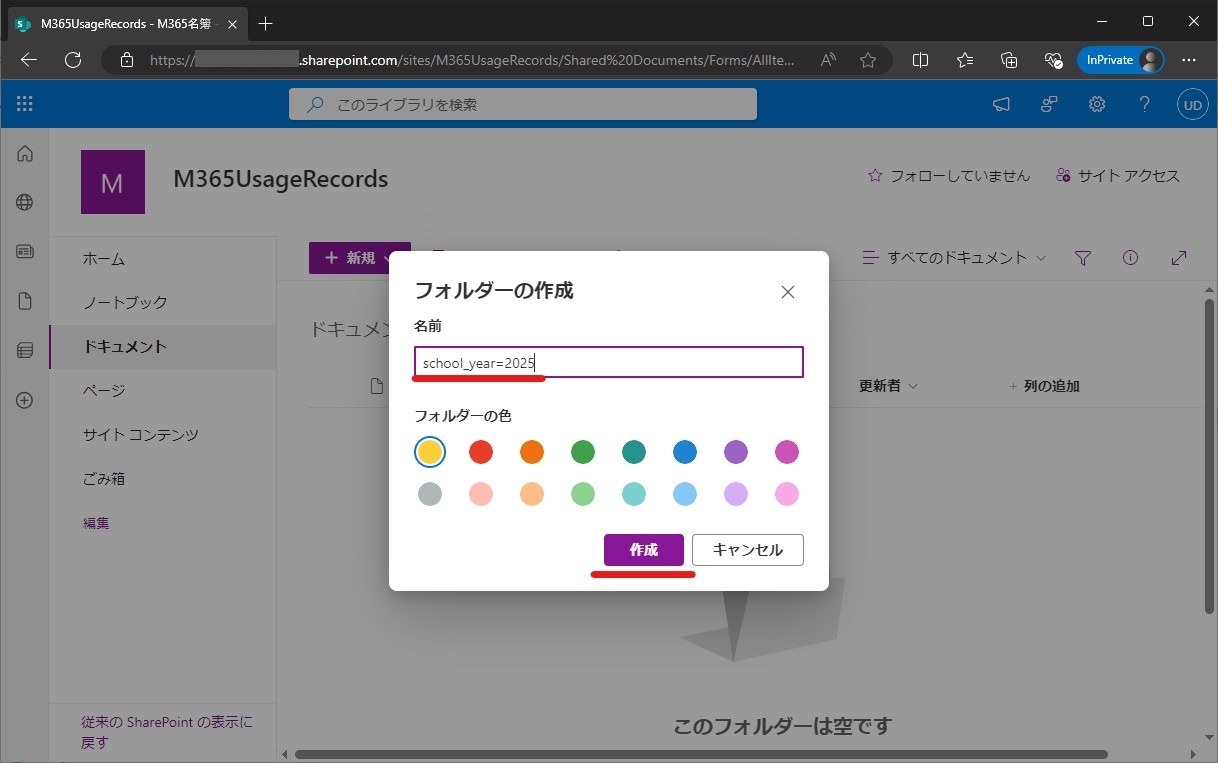 M365UsageRecords - M365名簿 -
https://
.sharepoint.com/sites/M365UsageRecords/Shared%20Documents/Forms/AllIte...
InPrivate
このライブラリを検索
UD
M
M365UsageRecords
フォローしていません
サイト アクセス
ホーム
ノートブック
ドキュメント
ページ
サイト コンテンツ
ごみ箱
編集
従来の SharePoint の表示に
戻す
+ 新規
すべてのドキュメント
ドキュメン
更新者
+ 列の追加
フォルダーの作成
名前
school_year=2025
フォルダーの色
作成
キャンセル
このフォルダーは空です